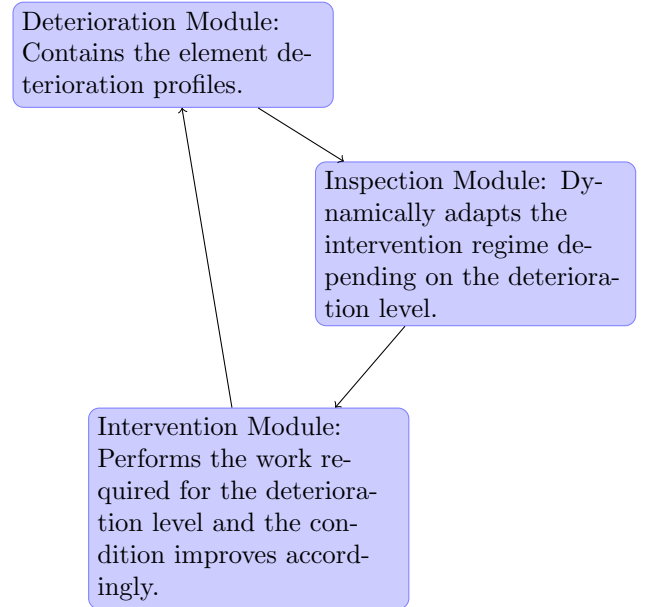 Deterioration Module:
Contains the element de-
terioration profiles.
Inspection Module: Dy-
namically adapts the
intervention regime de-
pending on the deteriora-
tion level.
Intervention Module:
Performs the work re-
quired for the deteriora-
tion level and the con-
dition improves accord-
ingly.